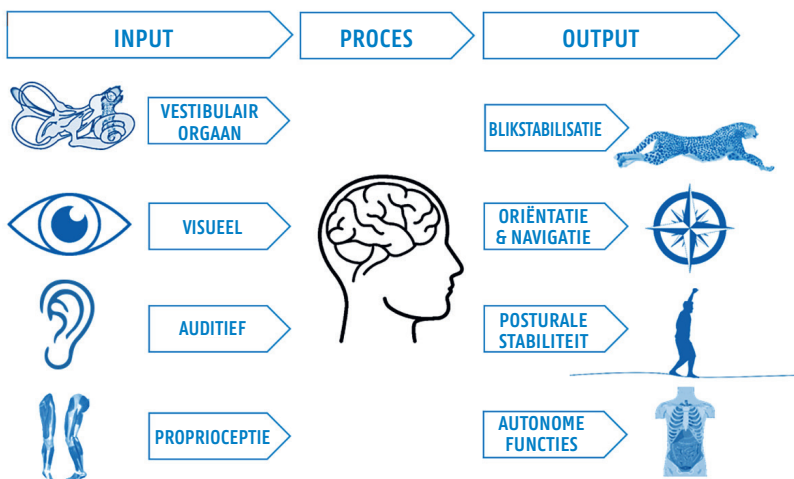 INPUT
PROCES
OUTPUT
VESTIBULAIR
ORGAAN
BLIKSTABILISATIE
VISUEEL
ORIËNTATIE
& NAVIGATIE
AUDITIEF
POSTURALE
STABILITEIT
PROPRIOCEPTIE
AUTONOME
FUNCTIES